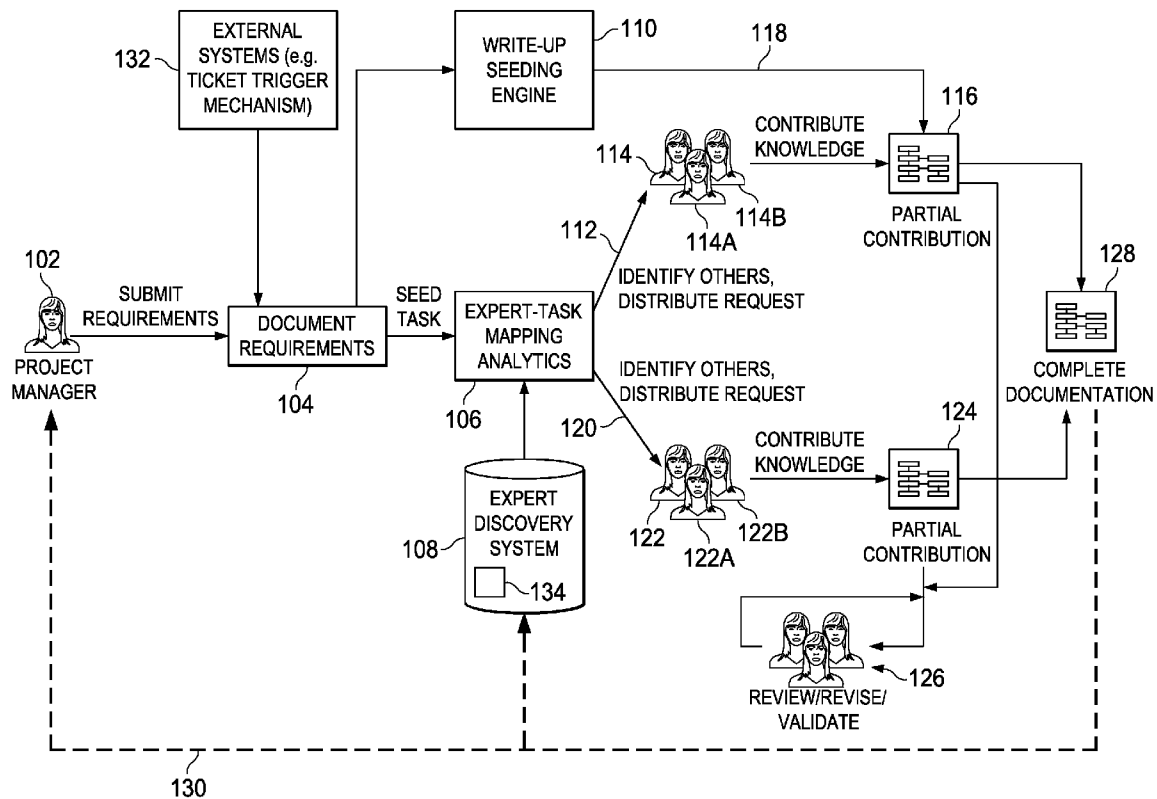 EXTERNAL
SYSTEMS (e.g.
TICKET TRIGGER
MECHANISM)
132
WRITE-UP
SEEDING
ENGINE
110
118
116
CONTRIBUTE
KNOWLEDGE
114
114B
114A
PARTIAL
CONTRIBUTION
112
128
102
SUBMIT
REQUIREMENTS
IDENTIFY OTHERS,
DISTRIBUTE REQUEST
SEED
TASK
DOCUMENT
REQUIREMENTS
EXPERT-TASK
MAPPING
ANALYTICS
PROJECT
MANAGER
104
106
IDENTIFY OTHERS,
DISTRIBUTE REQUEST
COMPLETE
DOCUMENTATION
120
124
CONTRIBUTE
KNOWLEDGE
EXPERT
DISCOVERY
SYSTEM
108
134
122
122B
122A
PARTIAL
CONTRIBUTION
126
REVIEW/REVISE/
VALIDATE
130